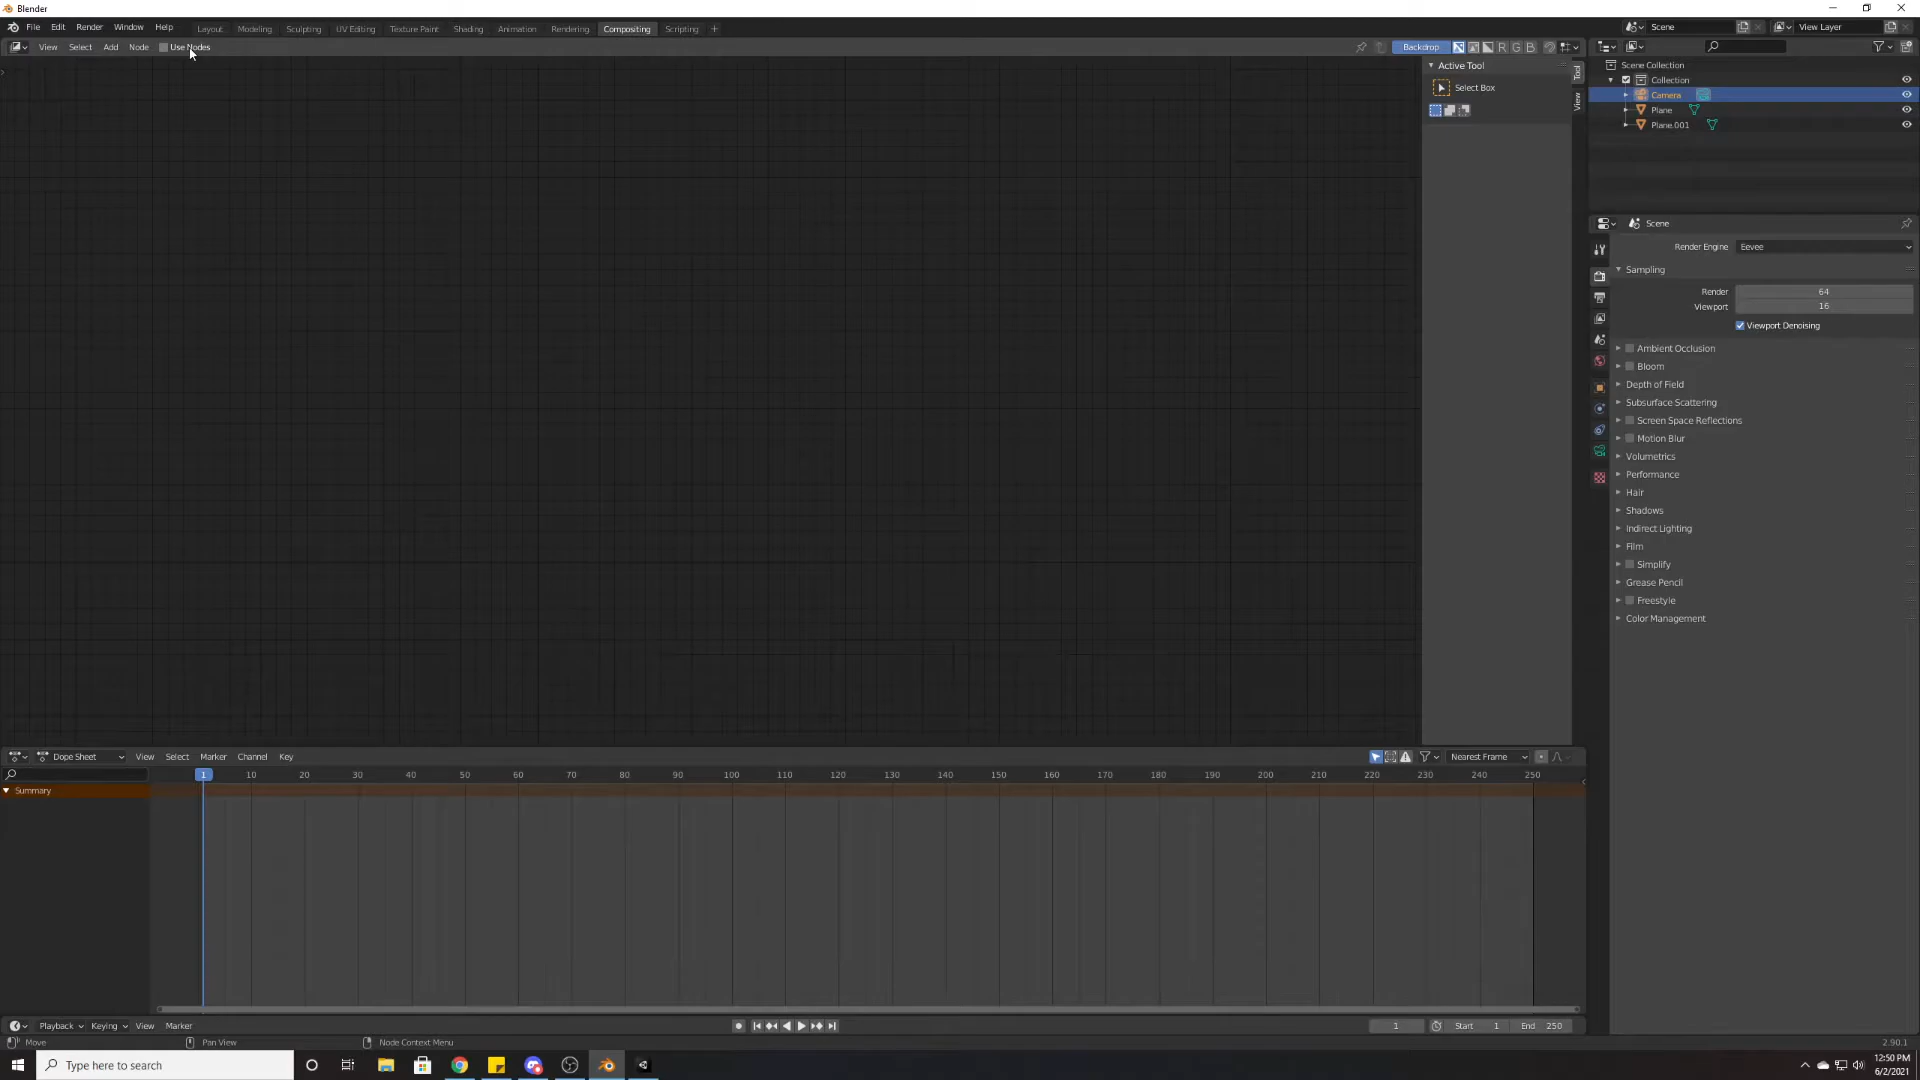 Blender
File Edit Render Window Help Layout Modeling Sculpting UV Editing Texture Paint Shading Animation Rendering Compositing Scripting + Scene View Layer
View Select Add Node Use Nodes Backdrop R G B
Active Tool
Select Box
Tool
View
Scene Collection
Collection
Camera
Plane
Plane.001
Scene
Render Engine Eevee
Sampling
Render 64
Viewport 16
Viewport Denoising
Ambient Occlusion
Bloom
Depth of Field
Subsurface Scattering
Screen Space Reflections
Motion Blur
Volumetrics
Performance
Hair
Shadows
Indirect Lighting
Film
Simplify
Grease Pencil
Freestyle
Color Management
Dope Sheet View Select Marker Channel Key Nearest Frame
1 10 20 30 40 50 60 70 80 90 100 110 120 130 140 150 160 170 180 190 200 210 220 230 240 250
Summary
Playback Keying View Marker 1 Start 1 End 250
Move Pan View Node Context Menu 2.90.1
Type here to search
12:50 PM
6/2/2021